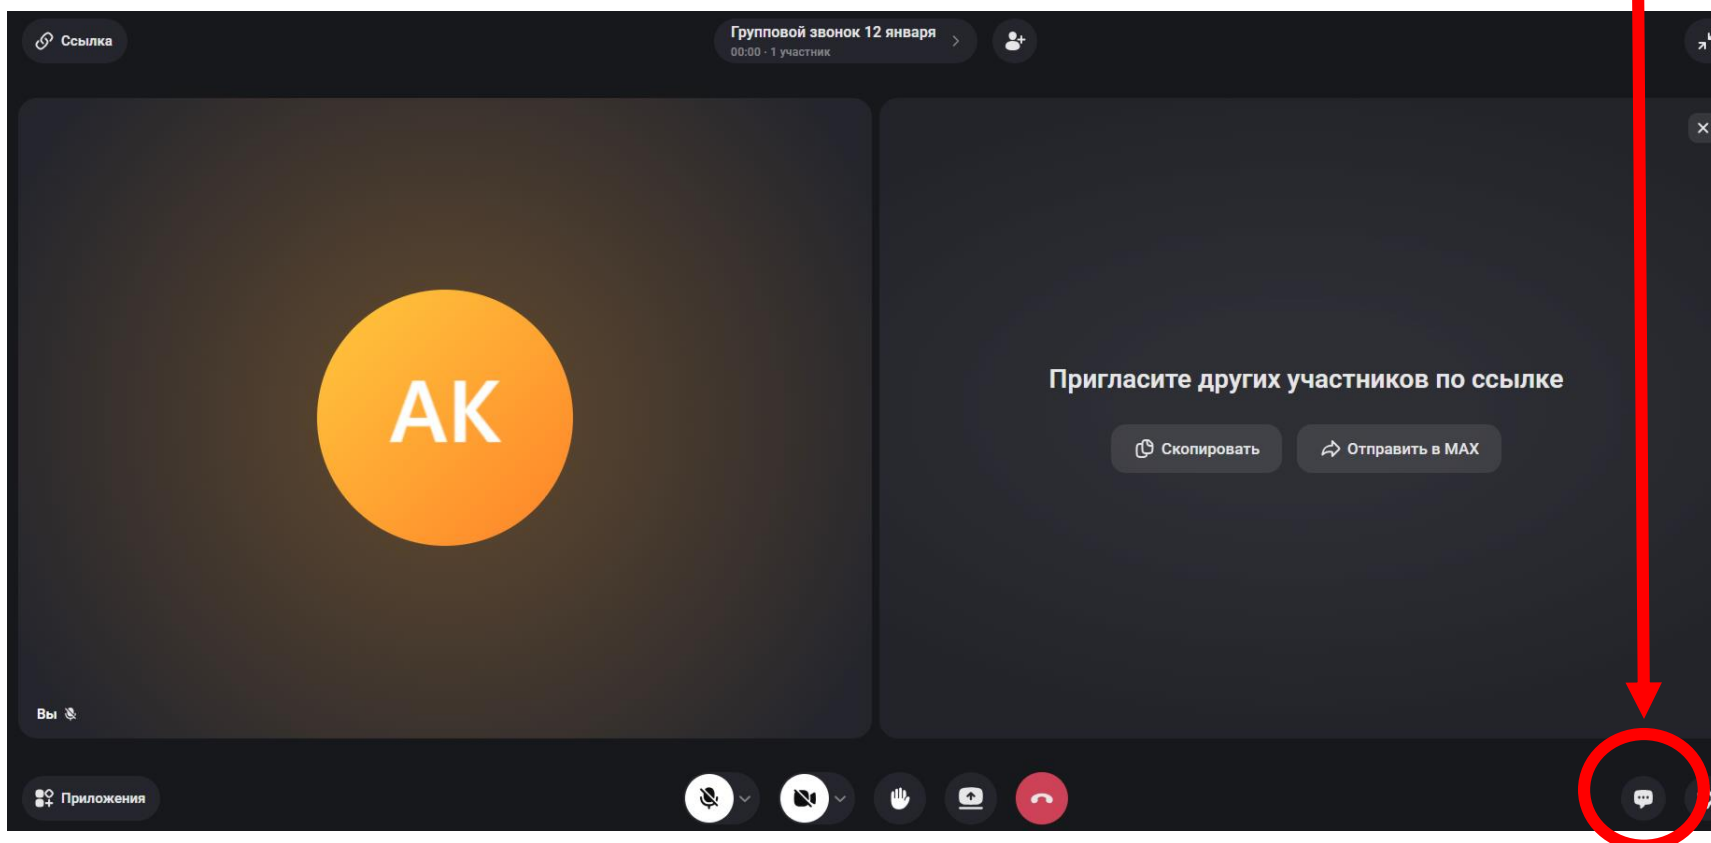 Ссылка
Групповой звонок 12 января
00:00 · 1 участник
АК
Пригласите других участников по ссылке
Скопировать
Отправить в MAX
Вы
Приложения